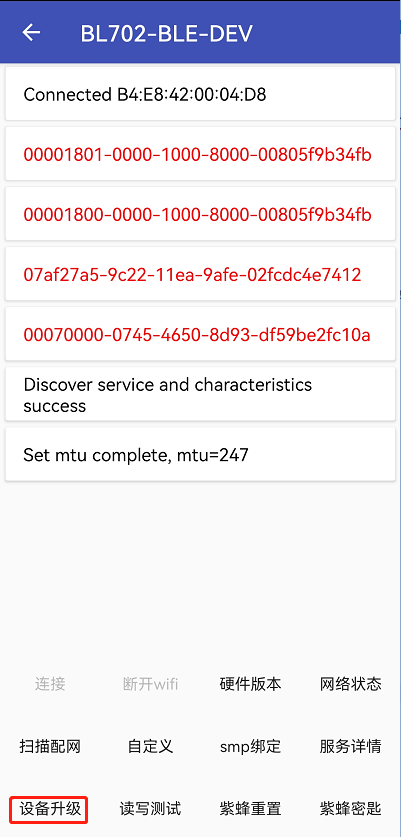 BL702-BLE-DEV
Connected B4:E8:42:00:04:D8
00001801-0000-1000-8000-00805f9b34fb
00001800-0000-1000-8000-00805f9b34fb
07af27a5-9c22-11ea-9afe-02fcdc4e7412
00070000-0745-4650-8d93-df59be2fc10a
Discover service and characteristics
success
Set mtu complete, mtu=247
连接 断开wifi 硬件版本 网络状态
扫描配网 自定义 smp绑定 服务详情
设备升级 读写测试 紫蜂重置 紫蜂密匙